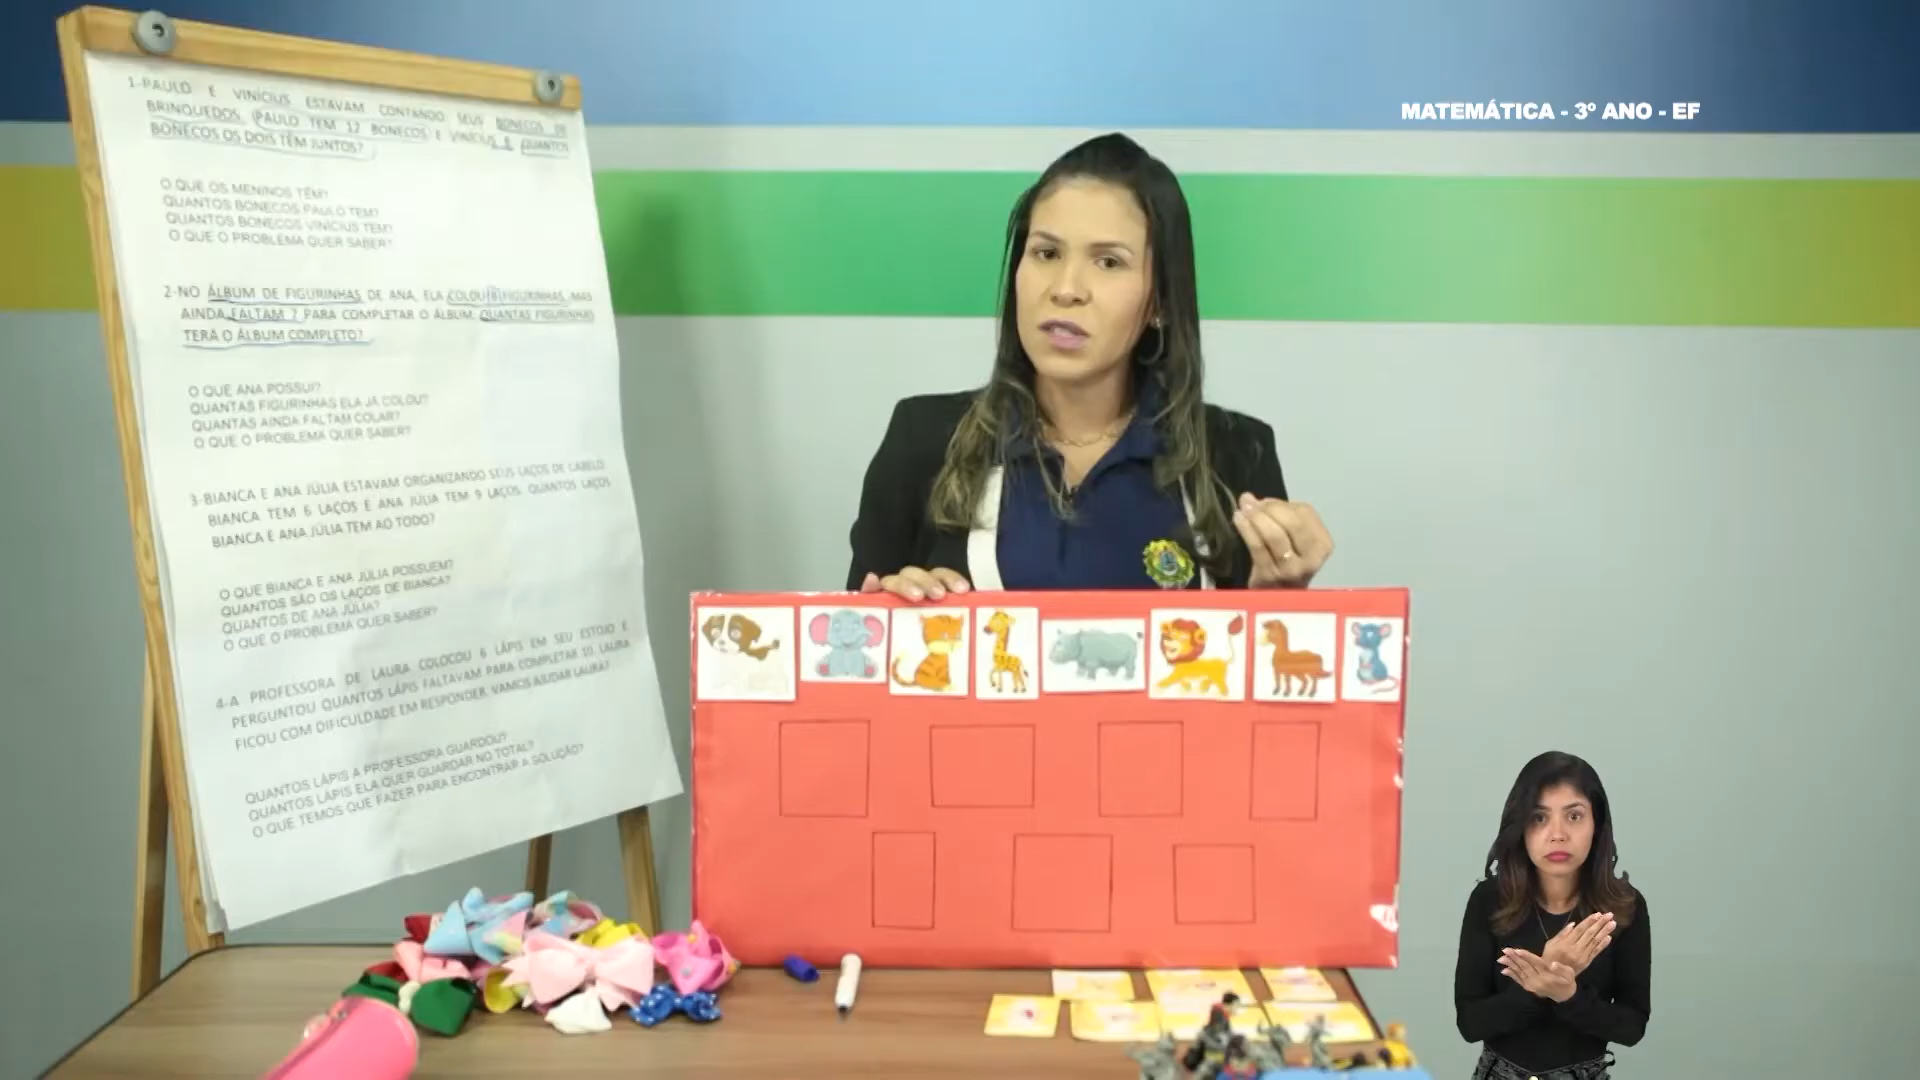 1-PAULO E VINÍCIUS ESTAVAM CONTANDO SEUS BONECOS DE
BRINQUEDOS. PAULO TEM 12 BONECOS E VINÍCIUS 8. QUANTOS
BONECOS OS DOIS TÊM JUNTOS?
O QUE OS MENINOS TÊM?
QUANTOS BONECOS PAULO TEM?
QUANTOS BONECOS VINÍCIUS TEM?
O QUE O PROBLEMA QUER SABER?
2-NO ÁLBUM DE FIGURINHAS DE ANA, ELA COLOU 8 FIGURINHAS, MAS
AINDA FALTAM 7 PARA COMPLETAR O ÁLBUM. QUANTAS FIGURINHAS
TERÁ O ÁLBUM COMPLETO?
O QUE ANA POSSUI?
QUANTAS FIGURINHAS ELA JÁ COLOU?
QUANTAS AINDA FALTAM COLAR?
O QUE O PROBLEMA QUER SABER?
3-BIANCA E ANA JÚLIA ESTAVAM ORGANIZANDO SEUS LAÇOS DE CABELO.
BIANCA TEM 6 LAÇOS E ANA JÚLIA TEM 9 LAÇOS. QUANTOS LAÇOS
BIANCA E ANA JÚLIA TEM AO TODO?
O QUE BIANCA E ANA JÚLIA POSSUEM?
QUANTOS SÃO OS LAÇOS DE BIANCA?
QUANTOS DE ANA JÚLIA?
O QUE O PROBLEMA QUER SABER?
4-A PROFESSORA DE LAURA COLOCOU 6 LÁPIS EM SEU ESTOJO E
PERGUNTOU QUANTOS LÁPIS FALTAVAM PARA COMPLETAR 10. LAURA
FICOU COM DIFICULDADE EM RESPONDER. VAMOS AJUDAR LAURA?
QUANTOS LÁPIS A PROFESSORA GUARDOU?
QUANTOS LÁPIS ELA QUER GUARDAR NO TOTAL?
O QUE TEMOS QUE FAZER PARA ENCONTRAR A SOLUÇÃO?
MATEMÁTICA - 3º ANO - EF